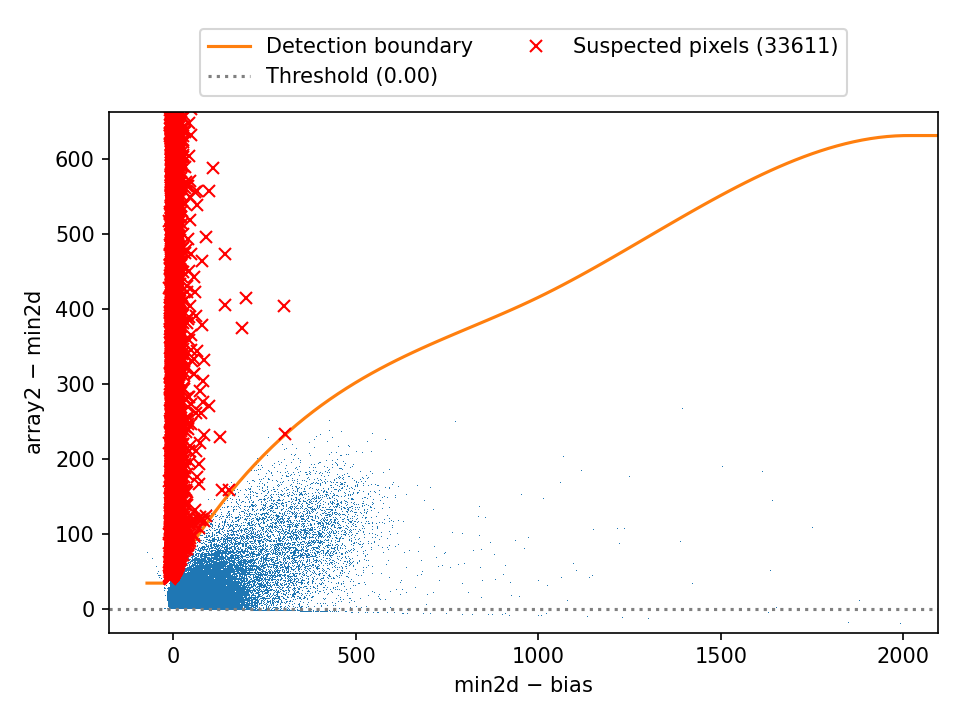 Detection boundary
Threshold (0.00)
Suspected pixels (33611)
600
500
400
300
200
100
0
array2 − min2d
0 500 1000 1500 2000
min2d − bias